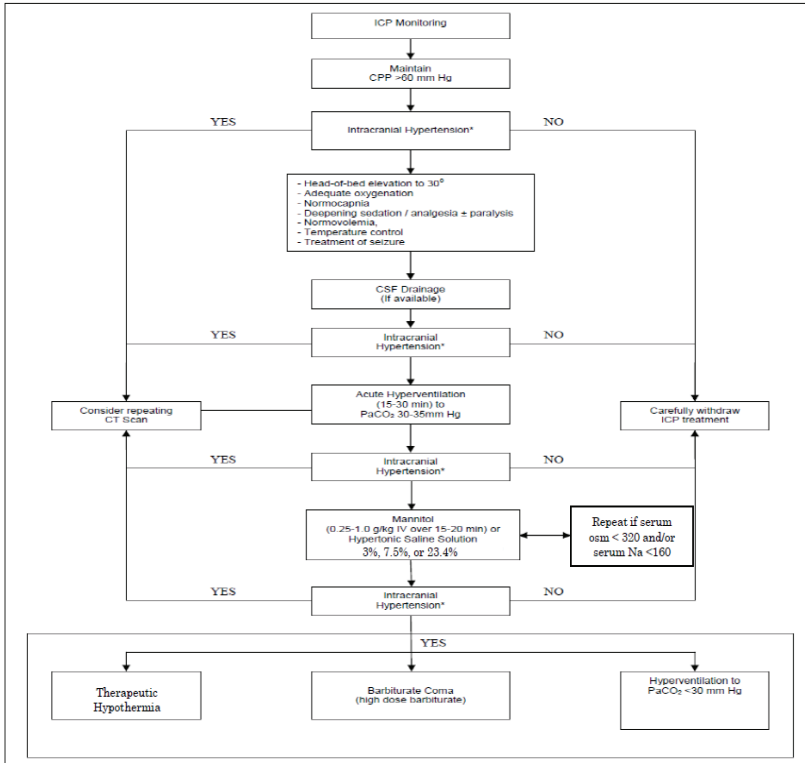 ICP Monitoring
Maintain
CPP >60 mm Hg
YES
NO
Intracranial Hypertension*
- Head-of-bed elevation to 30⁰
- Adequate oxygenation
- Normocapnia
- Deepening sedation / analgesia ± paralysis
- Normovolemia,
- Temperature control
- Treatment of seizure
CSF Drainage
(If available)
YES
Intracranial
Hypertension*
NO
Consider repeating
CT Scan
Acute Hyperventilation
(15-30 min) to
PaCO₂ 30-35mm Hg
Carefully withdraw
ICP treatment
YES
Intracranial
Hypertension*
NO
Mannitol
(0.25-1.0 g/kg IV over 15-20 min) or
Hypertonic Saline Solution
3%, 7.5%, or 23.4%
Repeat if serum
osm < 320 and/or
serum Na <160
YES
Intracranial
Hypertension*
NO
YES
Therapeutic
Hypothermia
Barbiturate Coma
(high dose barbiturate)
Hyperventilation to
PaCO₂ <30 mm Hg